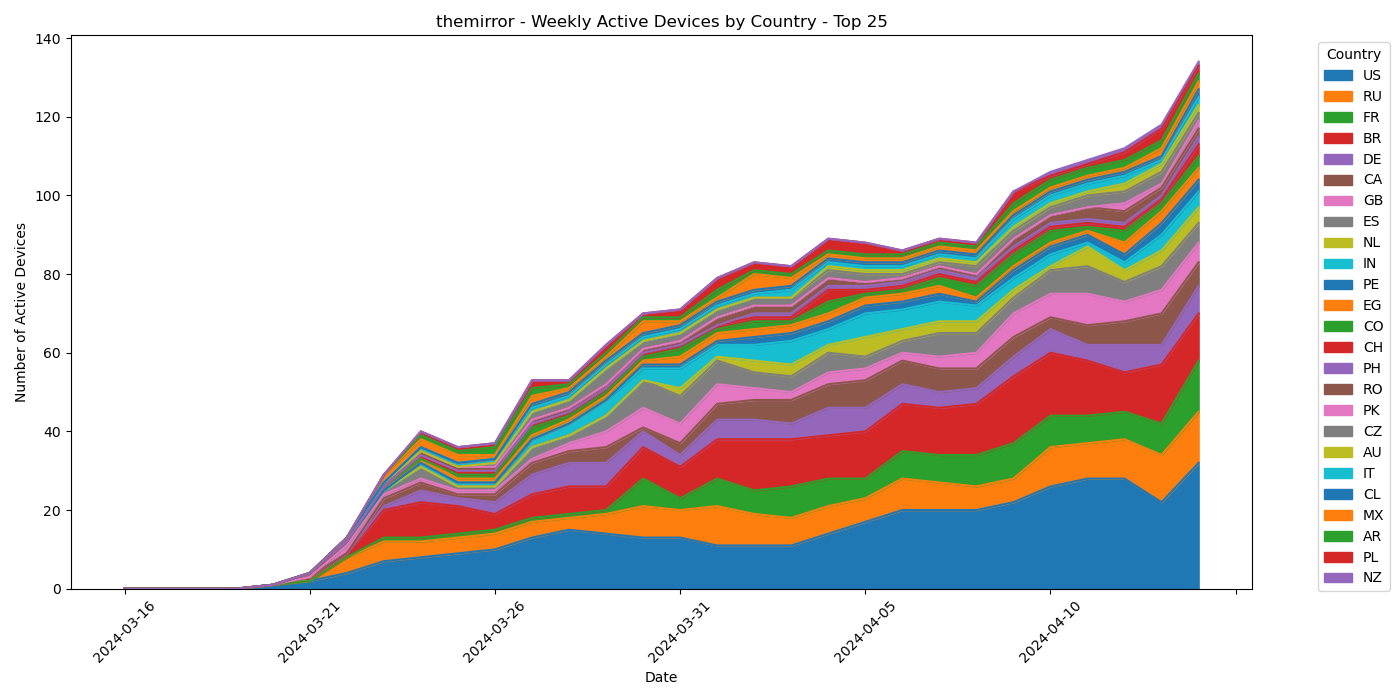 themirror - Weekly Active Devices by Country - Top 25
140
120
100
80
60
40
20
0
Number of Active Devices
2024-03-16
2024-03-21
2024-03-26
2024-03-31
2024-04-05
2024-04-10
Date
Country
US
RU
FR
BR
DE
CA
GB
ES
NL
IN
PE
EG
CO
CH
PH
RO
PK
CZ
AU
IT
CL
MX
AR
PL
NZ